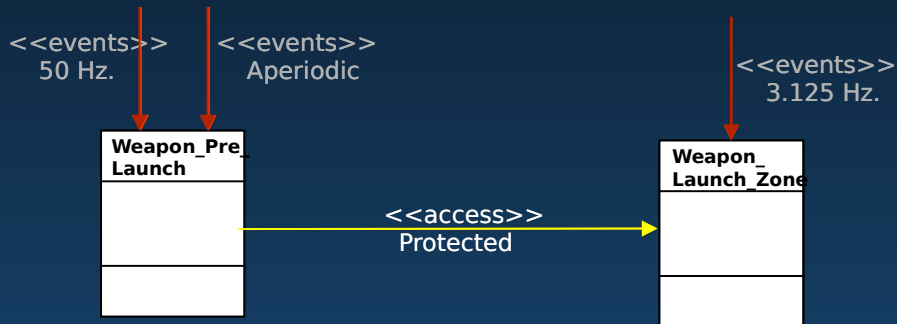 <<events>>
50 Hz.
<<events>>
Aperiodic
<<events>>
3.125 Hz.
Weapon_Pre_
Launch
Weapon_
Launch_Zone
<<access>>
Protected